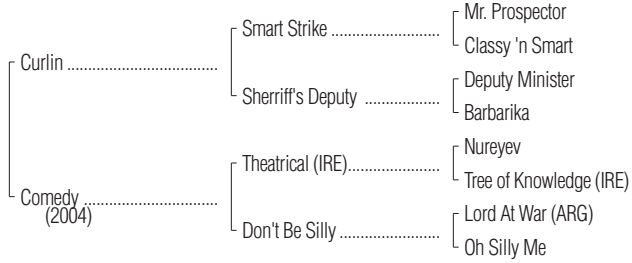 Mr. Prospector
Smart Strike ......................
Classy 'n Smart
Curlin ..............................
Deputy Minister
Sherriff's Deputy ...............
Barbarika
Nureyev
Theatrical (IRE)...................
Tree of Knowledge (IRE)
Comedy ...........................
(2004)
Lord At War (ARG)
Don't Be Silly ....................
Oh Silly Me